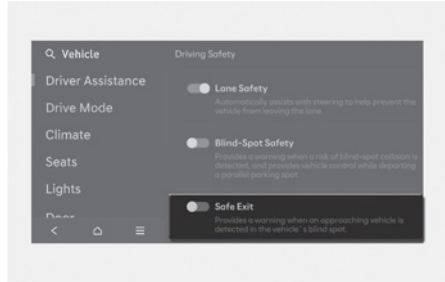 Vehicle
Driving Safety
Driver Assistance
Lane Safety
Automatically assists with steering to help prevent the
vehicle from leaving the lane.
Drive Mode
Climate
Blind-Spot Safety
Provides a warning when a risk of blind-spot collision is
detected, and provides vehicle control while departing
a parallel parking spot.
Seats
Lights
Door
Safe Exit
Provides a warning when an approaching vehicle is
detected in the vehicle`s blind spot.